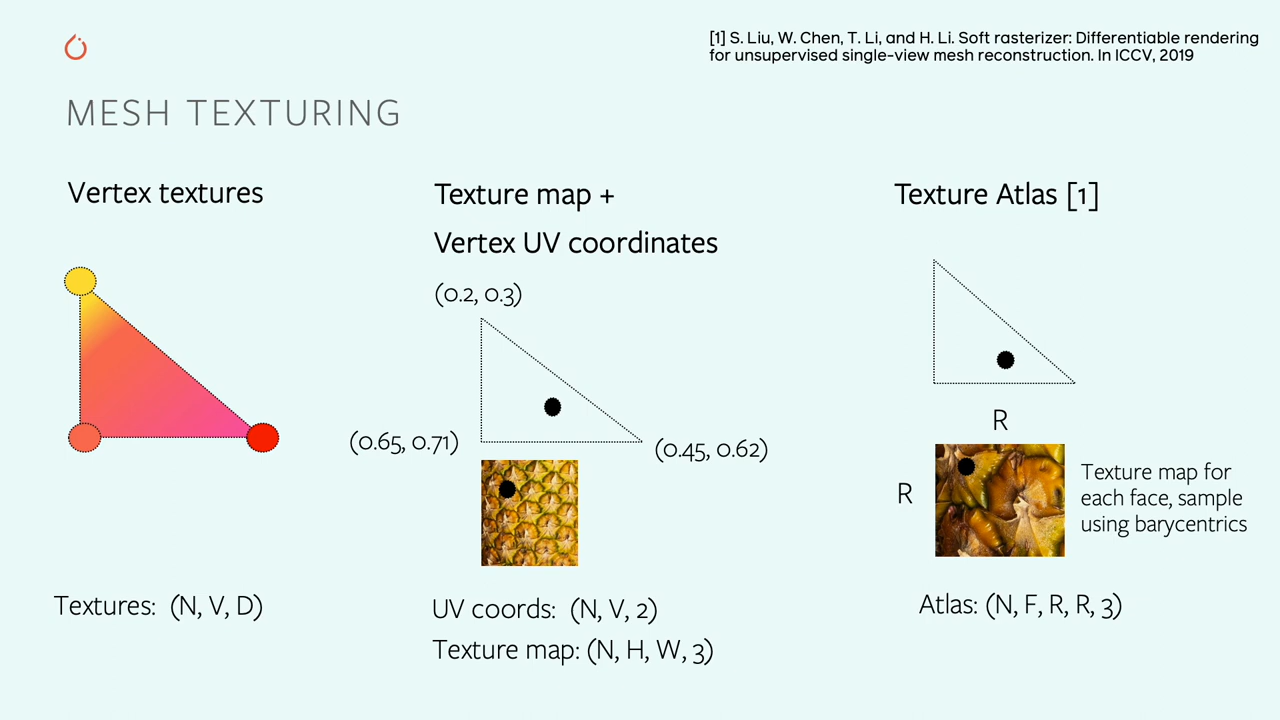 [1] S. Liu, W. Chen, T. Li, and H. Li. Soft rasterizer: Differentiable rendering
for unsupervised single-view mesh reconstruction. In ICCV, 2019
MESH TEXTURING
Vertex textures
Textures: (N, V, D)
Texture map +
Vertex UV coordinates
(0.2, 0.3)
(0.65, 0.71)
(0.45, 0.62)
UV coords: (N, V, 2)
Texture map: (N, H, W, 3)
Texture Atlas [1]
R
R
Texture map for
each face, sample
using barycentrics
Atlas: (N, F, R, R, 3)